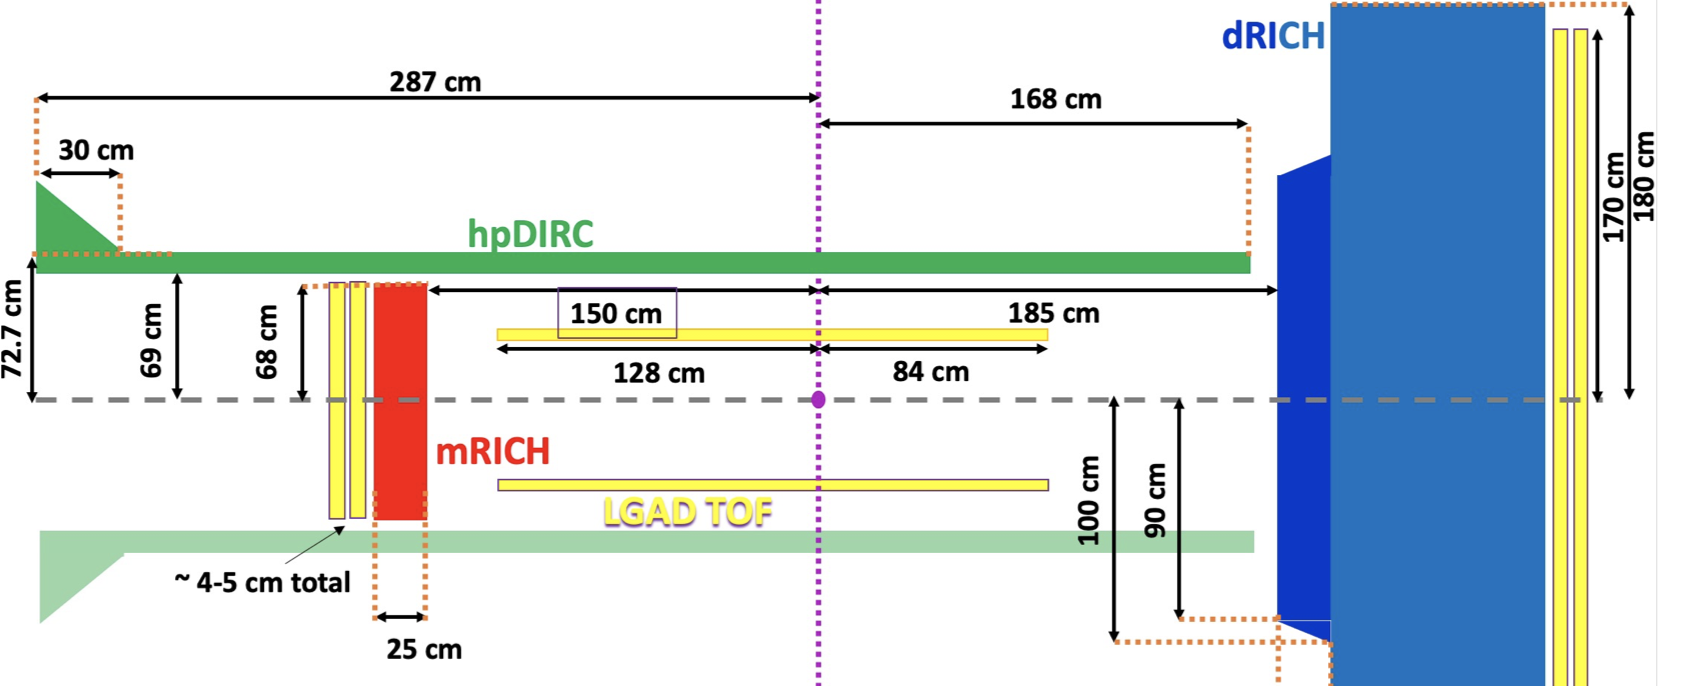 dRICH
287 cm
168 cm
30 cm
170 cm
180 cm
hpDIRC
72.7 cm
69 cm
68 cm
150 cm
185 cm
128 cm
84 cm
mRICH
LGAD TOF
100 cm
90 cm
~ 4-5 cm total
25 cm